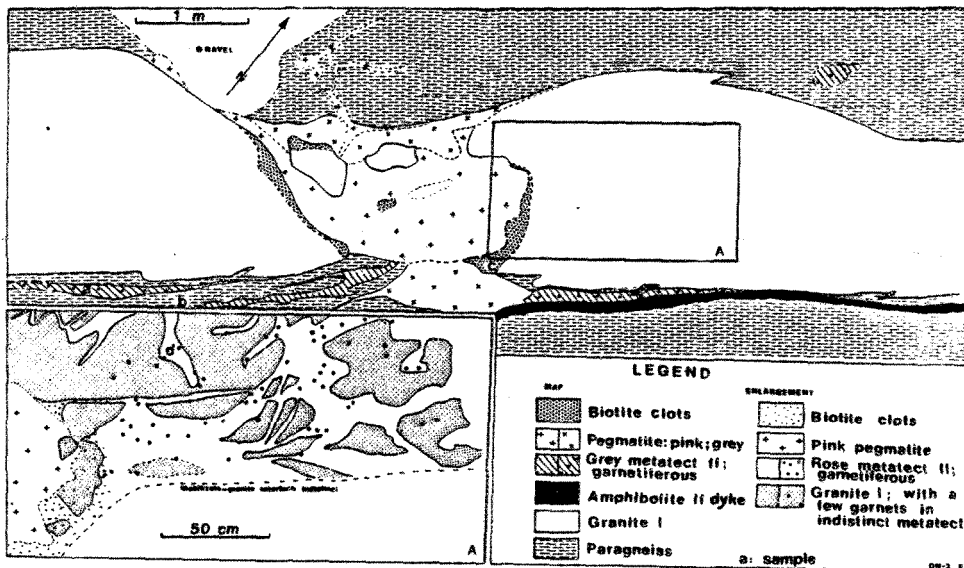 1 m
GRAVEL
N
A
b
c
d
50 cm
A
LEGEND
MAP
Biotite clots
Pegmatite: pink; grey
Grey metatect II;
garnetiferous
Amphibolite II dyke
Granite I
Paragneiss
ENLARGEMENT
Biotite clots
Pink pegmatite
Rose metatect II;
garnetiferous
Granite I; with a
few garnets in
indistinct metatect
a: sample